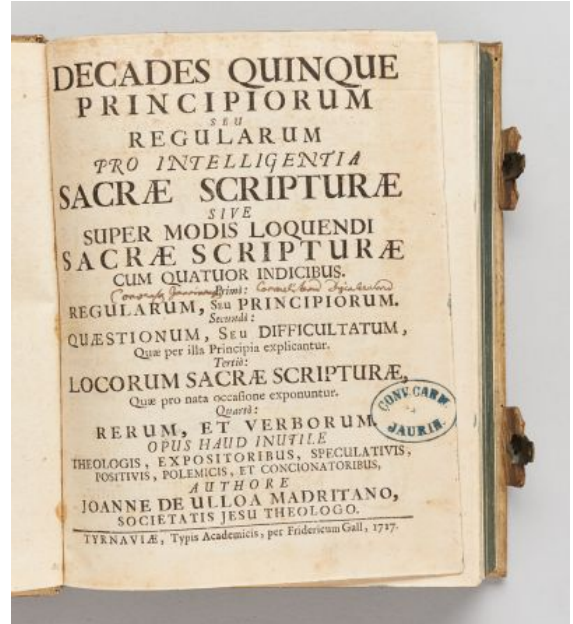 DECADES QUINQUE
PRINCIPIORUM
SEU
REGULARUM
PRO INTELLIGENTIA
SACRÆ SCRIPTURÆ
SIVE
SUPER MODIS LOQUENDI
SACRÆ SCRIPTURÆ
CUM QUATUOR INDICIBUS.
Primi:
REGULARUM, SEU PRINCIPIORUM.
Secundi:
QUÆSTIONUM, SEU DIFFICULTATUM,
Quæ per illa Principia explicantur.
Tertii:
LOCORUM SACRÆ SCRIPTURÆ,
Quæ pro nata occasione exponuntur.
Quarti:
RERUM, ET VERBORUM.
OPUS HAUD INUTILE
THEOLOGIS, EXPOSITORIBUS, SPECULATIVIS,
POSITIVIS, POLEMICIS, ET CONCIONATORIBUS,
AUTHORE
JOANNE DE ULLOA MADRITANO,
SOCIETATIS JESU THEOLOGO.
TYRNAVIÆ, Typis Academicis, per Fridericum Gall, 1717.
CONV. CARM.
JAURIN.